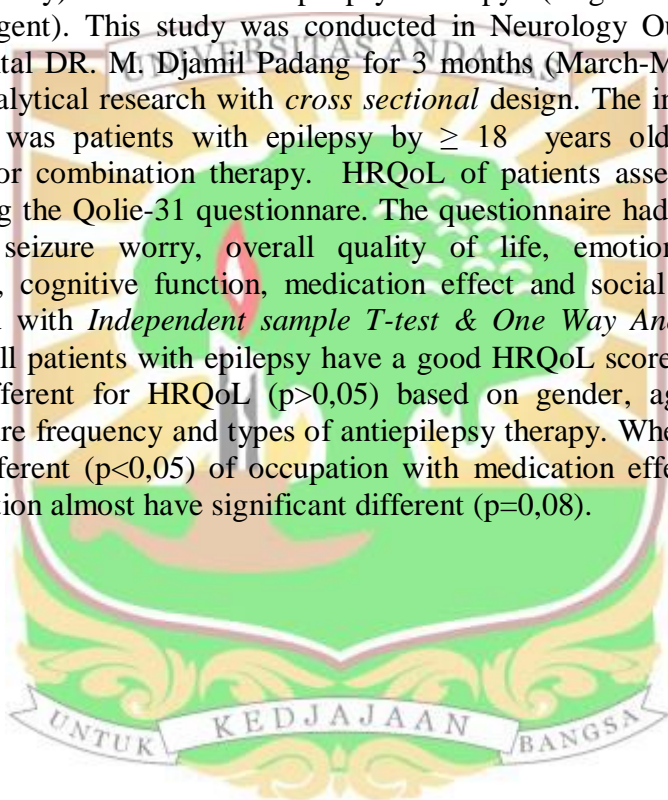 gent). This study was conducted in Neurology Ou
tal DR. M. Djamil Padang for 3 months (March-M
alytical research with cross sectional design. The in
was patients with epilepsy by ≥ 18 years old
or combination therapy. HRQoL of patients asse
g the Qolie-31 questionnare. The questionnaire had
seizure worry, overall quality of life, emotion
, cognitive function, medication effect and social
with Independent sample T-test & One Way An
ll patients with epilepsy have a good HRQoL score
fferent for HRQoL (p>0,05) based on gender, ag
re frequency and types of antiepilepsy therapy. Whe
fferent (p<0,05) of occupation with medication effe
tion almost have significant different (p=0,08).
UNIVERSITAS ANDALAS
UNTUK KEDJAJAAN BANGSA